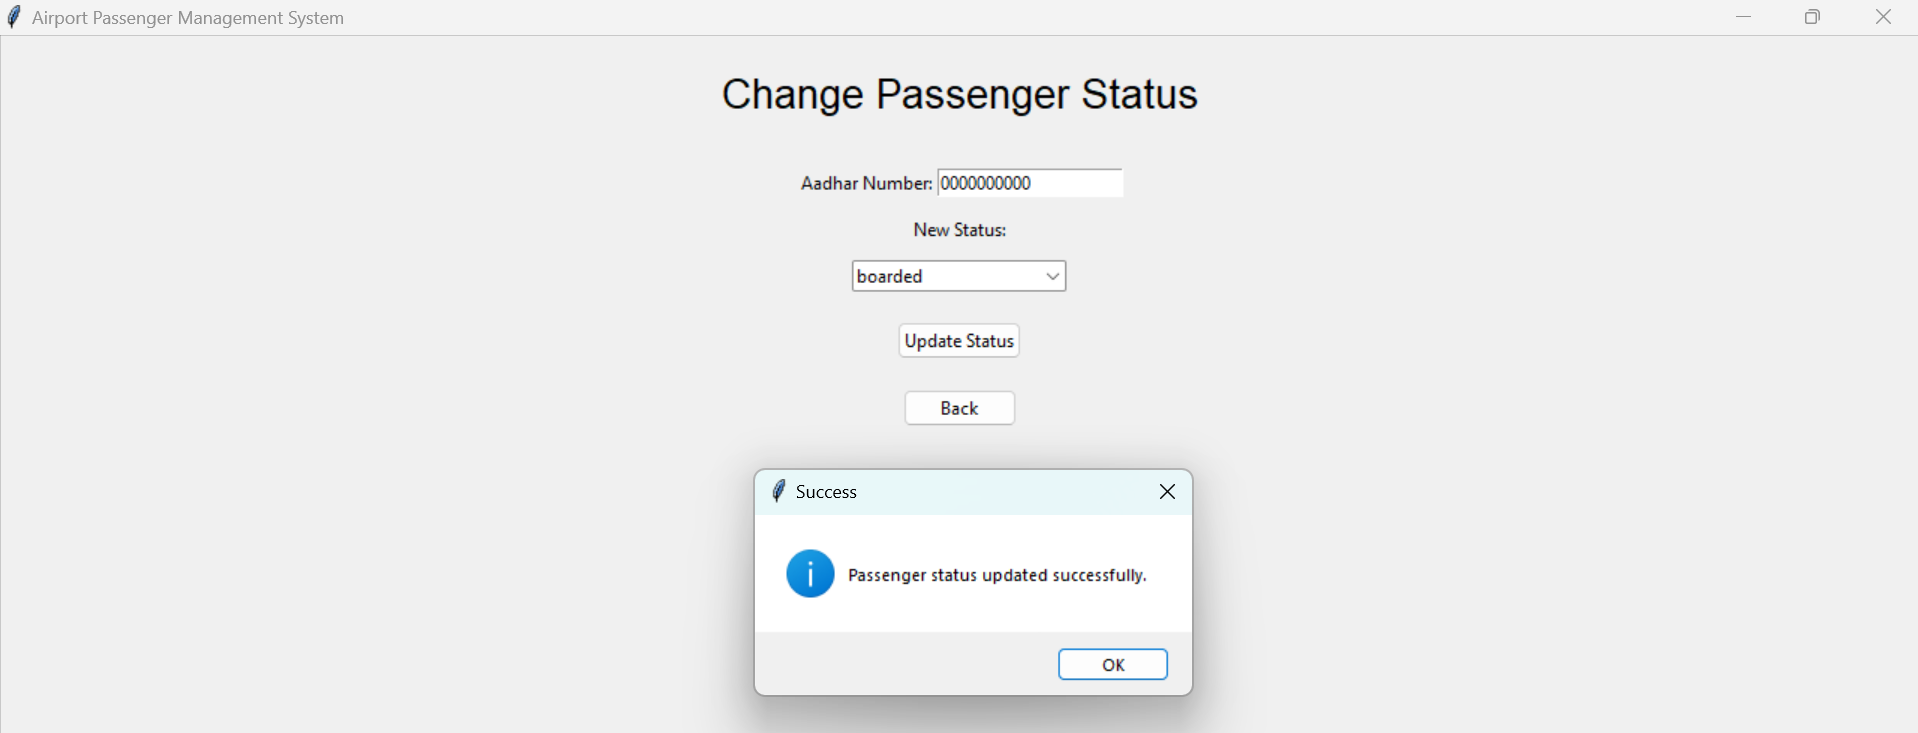 Airport Passenger Management System
Change Passenger Status
Aadhar Number: 0000000000
New Status:
boarded
Update Status
Back
Success
Passenger status updated successfully.
OK